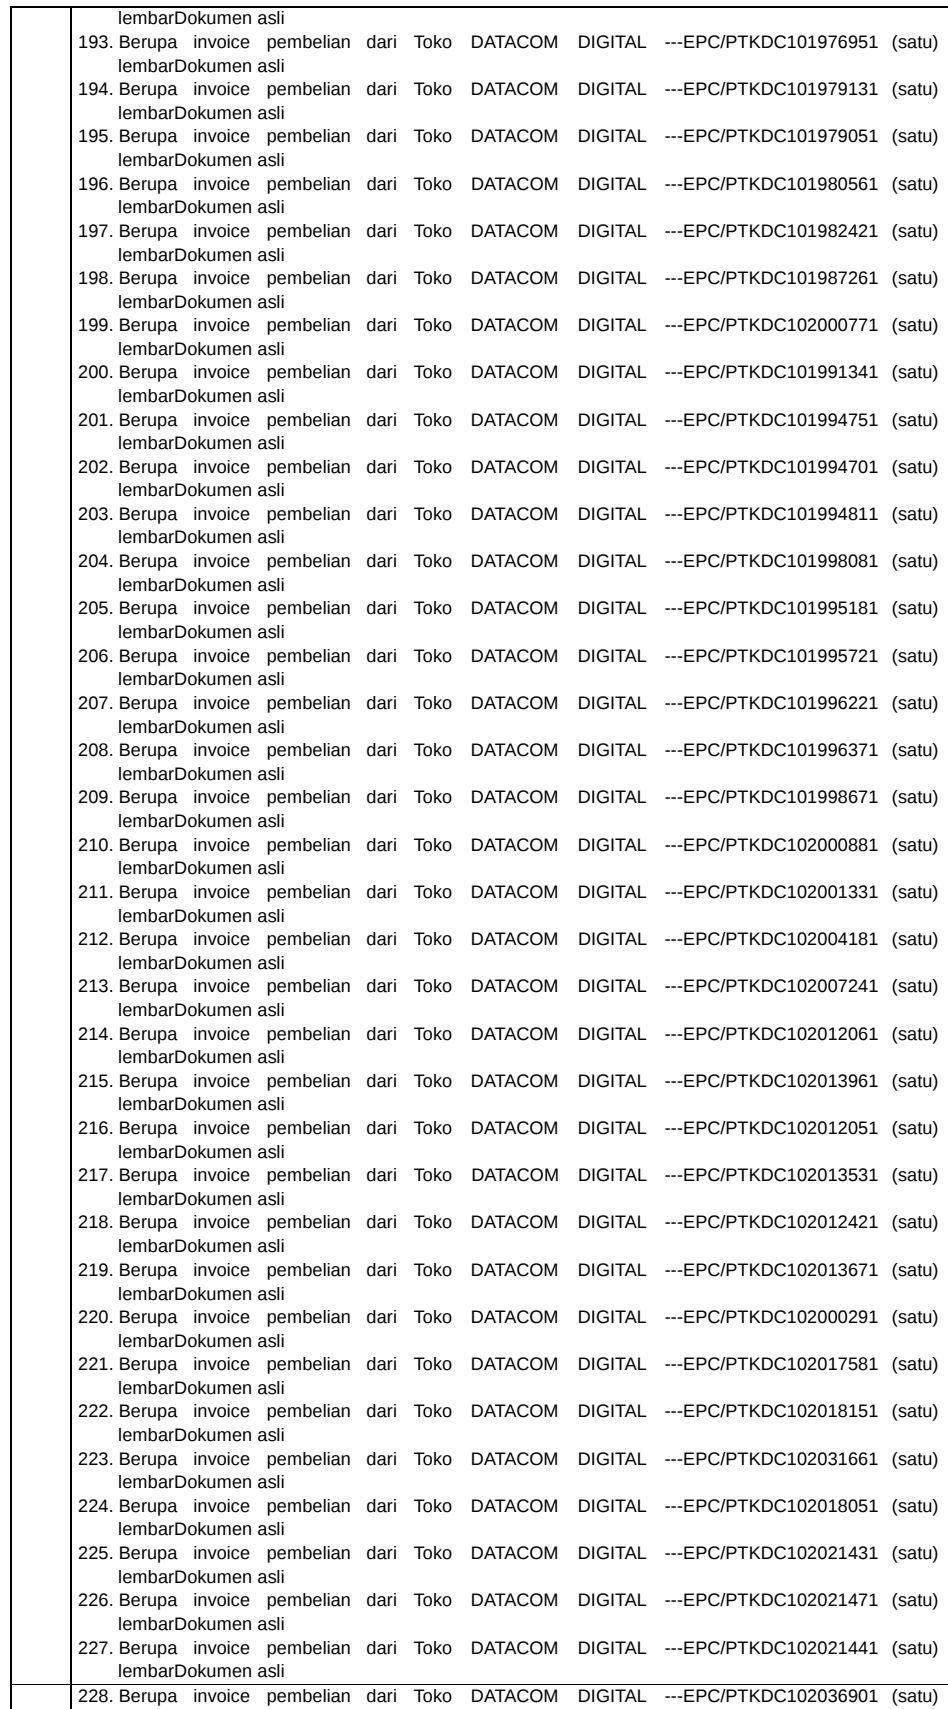 lembarDokumen asli
193. Berupa invoice pembelian dari Toko DATACOM DIGITAL ---EPC/PTKDC101976951 (satu)
lembarDokumen asli
194. Berupa invoice pembelian dari Toko DATACOM DIGITAL ---EPC/PTKDC101979131 (satu)
lembarDokumen asli
195. Berupa invoice pembelian dari Toko DATACOM DIGITAL ---EPC/PTKDC101979051 (satu)
lembarDokumen asli
196. Berupa invoice pembelian dari Toko DATACOM DIGITAL ---EPC/PTKDC101980561 (satu)
lembarDokumen asli
197. Berupa invoice pembelian dari Toko DATACOM DIGITAL ---EPC/PTKDC101982421 (satu)
lembarDokumen asli
198. Berupa invoice pembelian dari Toko DATACOM DIGITAL ---EPC/PTKDC101987261 (satu)
lembarDokumen asli
199. Berupa invoice pembelian dari Toko DATACOM DIGITAL ---EPC/PTKDC102000771 (satu)
lembarDokumen asli
200. Berupa invoice pembelian dari Toko DATACOM DIGITAL ---EPC/PTKDC101991341 (satu)
lembarDokumen asli
201. Berupa invoice pembelian dari Toko DATACOM DIGITAL ---EPC/PTKDC101994751 (satu)
lembarDokumen asli
202. Berupa invoice pembelian dari Toko DATACOM DIGITAL ---EPC/PTKDC101994701 (satu)
lembarDokumen asli
203. Berupa invoice pembelian dari Toko DATACOM DIGITAL ---EPC/PTKDC101994811 (satu)
lembarDokumen asli
204. Berupa invoice pembelian dari Toko DATACOM DIGITAL ---EPC/PTKDC101998081 (satu)
lembarDokumen asli
205. Berupa invoice pembelian dari Toko DATACOM DIGITAL ---EPC/PTKDC101995181 (satu)
lembarDokumen asli
206. Berupa invoice pembelian dari Toko DATACOM DIGITAL ---EPC/PTKDC101995721 (satu)
lembarDokumen asli
207. Berupa invoice pembelian dari Toko DATACOM DIGITAL ---EPC/PTKDC101996221 (satu)
lembarDokumen asli
208. Berupa invoice pembelian dari Toko DATACOM DIGITAL ---EPC/PTKDC101996371 (satu)
lembarDokumen asli
209. Berupa invoice pembelian dari Toko DATACOM DIGITAL ---EPC/PTKDC101998671 (satu)
lembarDokumen asli
210. Berupa invoice pembelian dari Toko DATACOM DIGITAL ---EPC/PTKDC102000881 (satu)
lembarDokumen asli
211. Berupa invoice pembelian dari Toko DATACOM DIGITAL ---EPC/PTKDC102001331 (satu)
lembarDokumen asli
212. Berupa invoice pembelian dari Toko DATACOM DIGITAL ---EPC/PTKDC102004181 (satu)
lembarDokumen asli
213. Berupa invoice pembelian dari Toko DATACOM DIGITAL ---EPC/PTKDC102007241 (satu)
lembarDokumen asli
214. Berupa invoice pembelian dari Toko DATACOM DIGITAL ---EPC/PTKDC102012061 (satu)
lembarDokumen asli
215. Berupa invoice pembelian dari Toko DATACOM DIGITAL ---EPC/PTKDC102013961 (satu)
lembarDokumen asli
216. Berupa invoice pembelian dari Toko DATACOM DIGITAL ---EPC/PTKDC102012051 (satu)
lembarDokumen asli
217. Berupa invoice pembelian dari Toko DATACOM DIGITAL ---EPC/PTKDC102013531 (satu)
lembarDokumen asli
218. Berupa invoice pembelian dari Toko DATACOM DIGITAL ---EPC/PTKDC102012421 (satu)
lembarDokumen asli
219. Berupa invoice pembelian dari Toko DATACOM DIGITAL ---EPC/PTKDC102013671 (satu)
lembarDokumen asli
220. Berupa invoice pembelian dari Toko DATACOM DIGITAL ---EPC/PTKDC102000291 (satu)
lembarDokumen asli
221. Berupa invoice pembelian dari Toko DATACOM DIGITAL ---EPC/PTKDC102017581 (satu)
lembarDokumen asli
222. Berupa invoice pembelian dari Toko DATACOM DIGITAL ---EPC/PTKDC102018151 (satu)
lembarDokumen asli
223. Berupa invoice pembelian dari Toko DATACOM DIGITAL ---EPC/PTKDC102031661 (satu)
lembarDokumen asli
224. Berupa invoice pembelian dari Toko DATACOM DIGITAL ---EPC/PTKDC102018051 (satu)
lembarDokumen asli
225. Berupa invoice pembelian dari Toko DATACOM DIGITAL ---EPC/PTKDC102021431 (satu)
lembarDokumen asli
226. Berupa invoice pembelian dari Toko DATACOM DIGITAL ---EPC/PTKDC102021471 (satu)
lembarDokumen asli
227. Berupa invoice pembelian dari Toko DATACOM DIGITAL ---EPC/PTKDC102021441 (satu)
lembarDokumen asli
228. Berupa invoice pembelian dari Toko DATACOM DIGITAL ---EPC/PTKDC102036901 (satu)